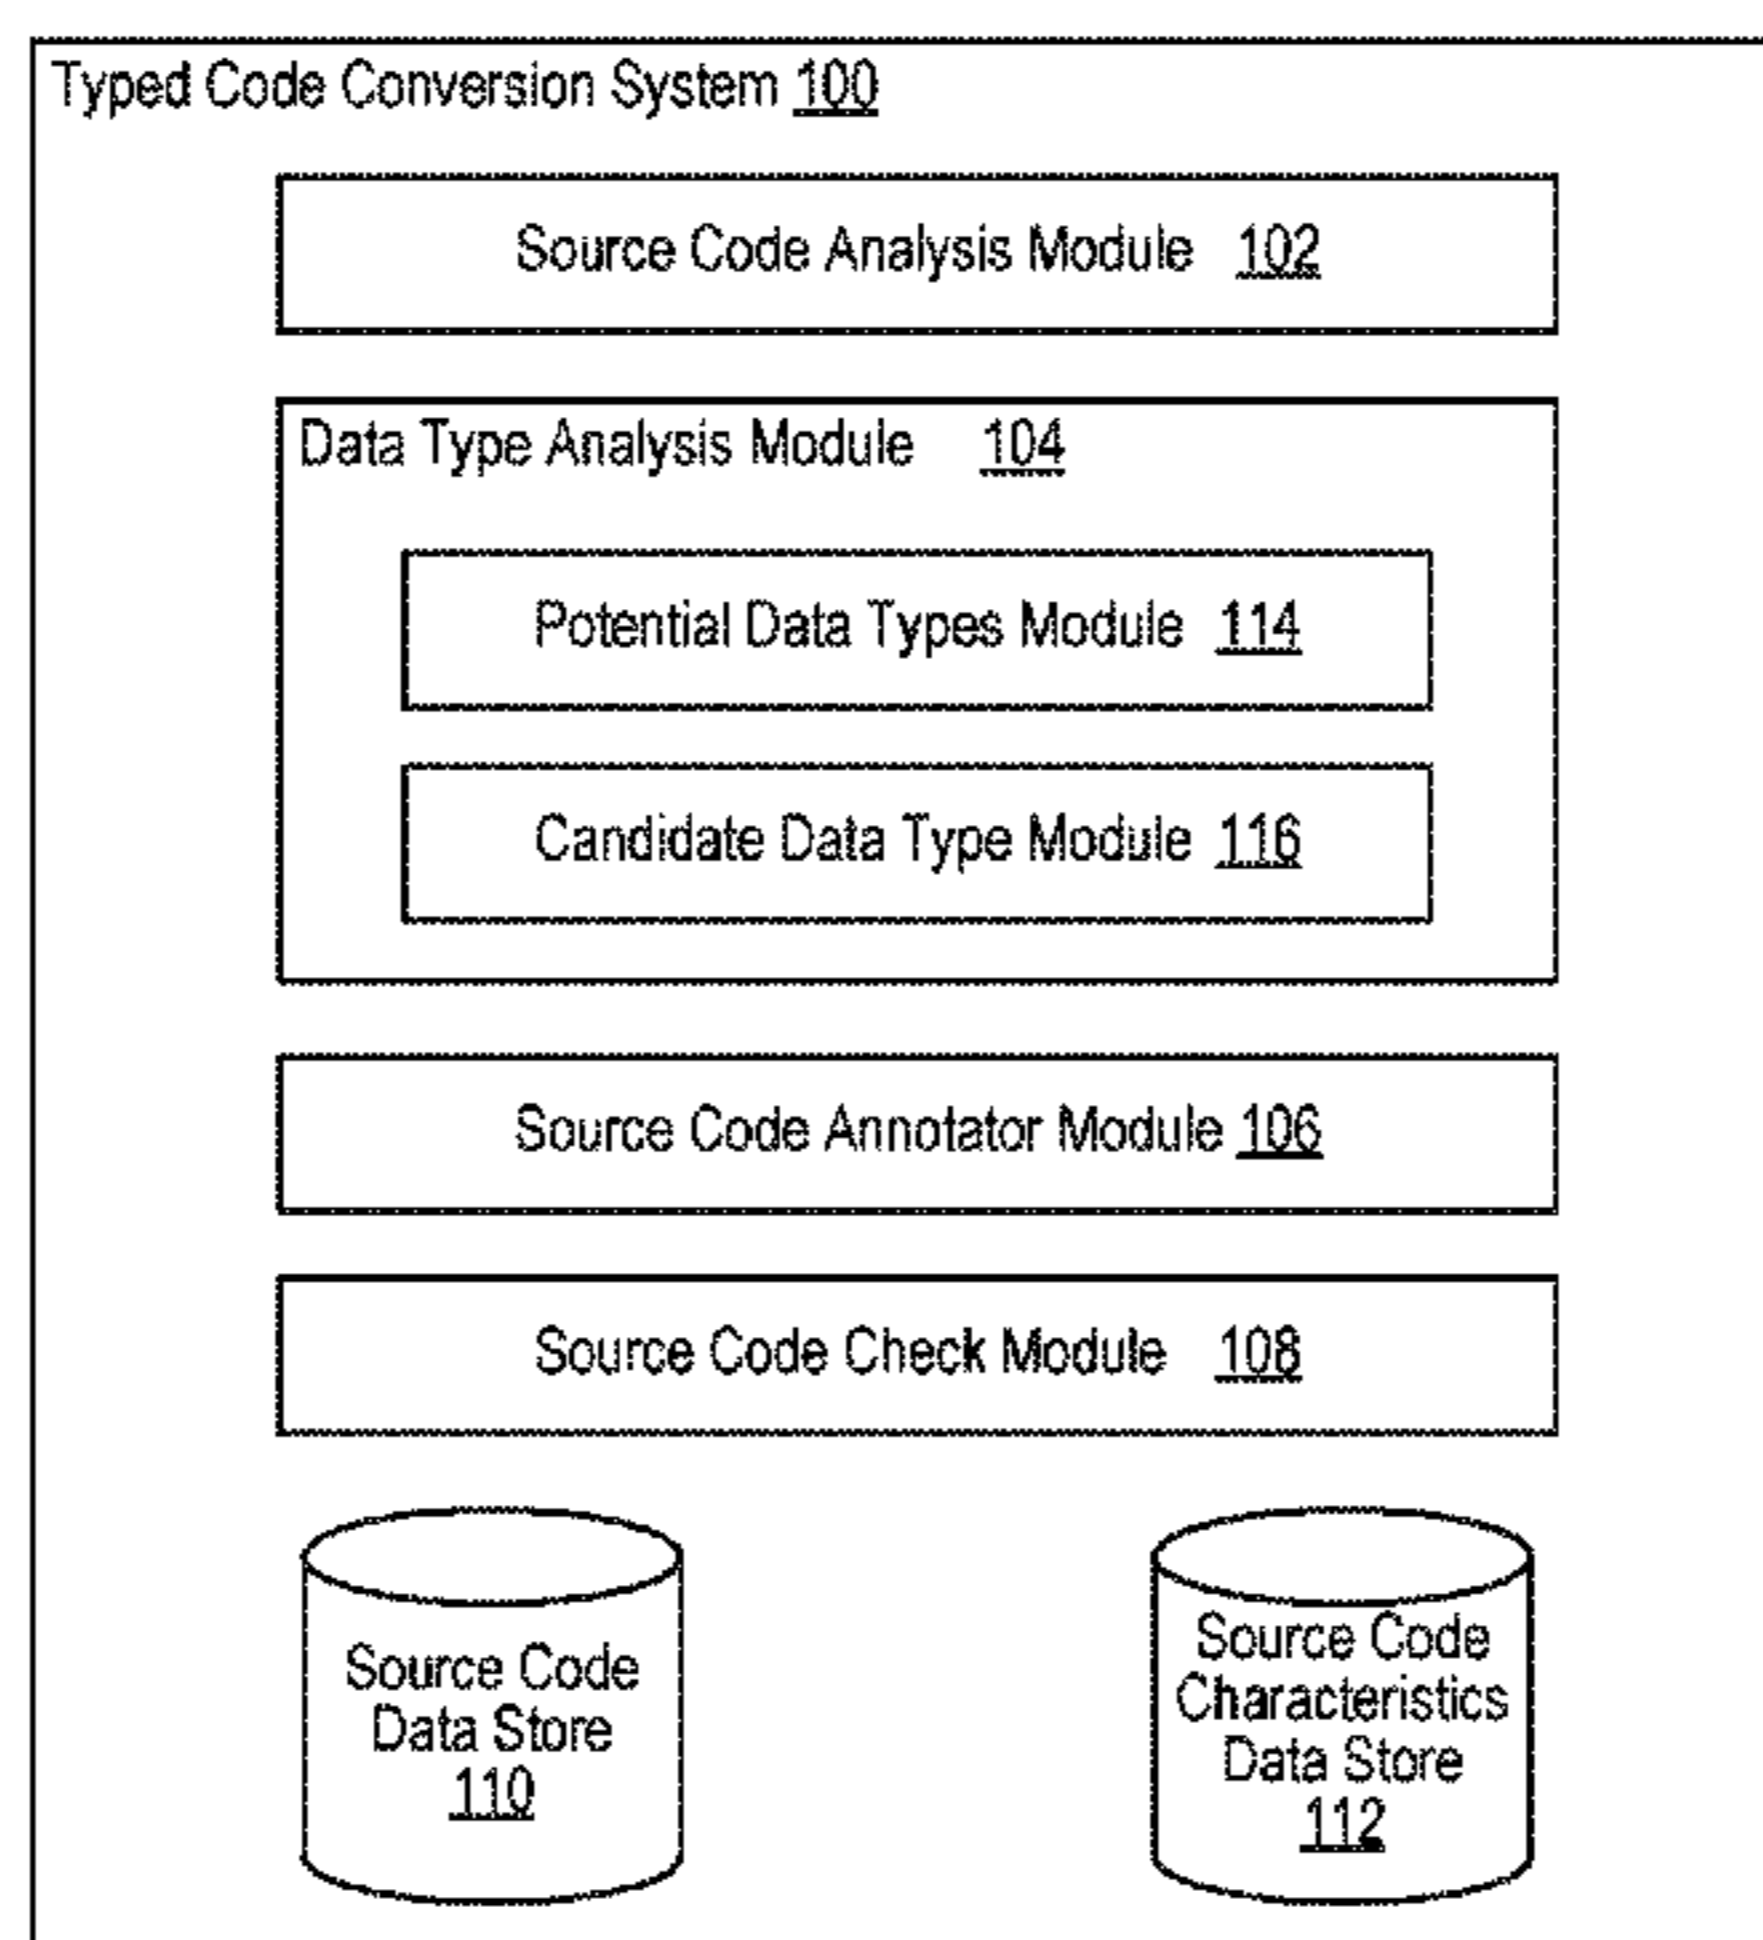 Typed Code Conversion System 100
Source Code Analysis Module 102
Data Type Analysis Module 104
Potential Data Types Module 114
Candidate Data Type Module 116
Source Code Annotator Module 106
Source Code Check Module 108
Source Code
Data Store
110
Source Code
Characteristics
Data Store
112